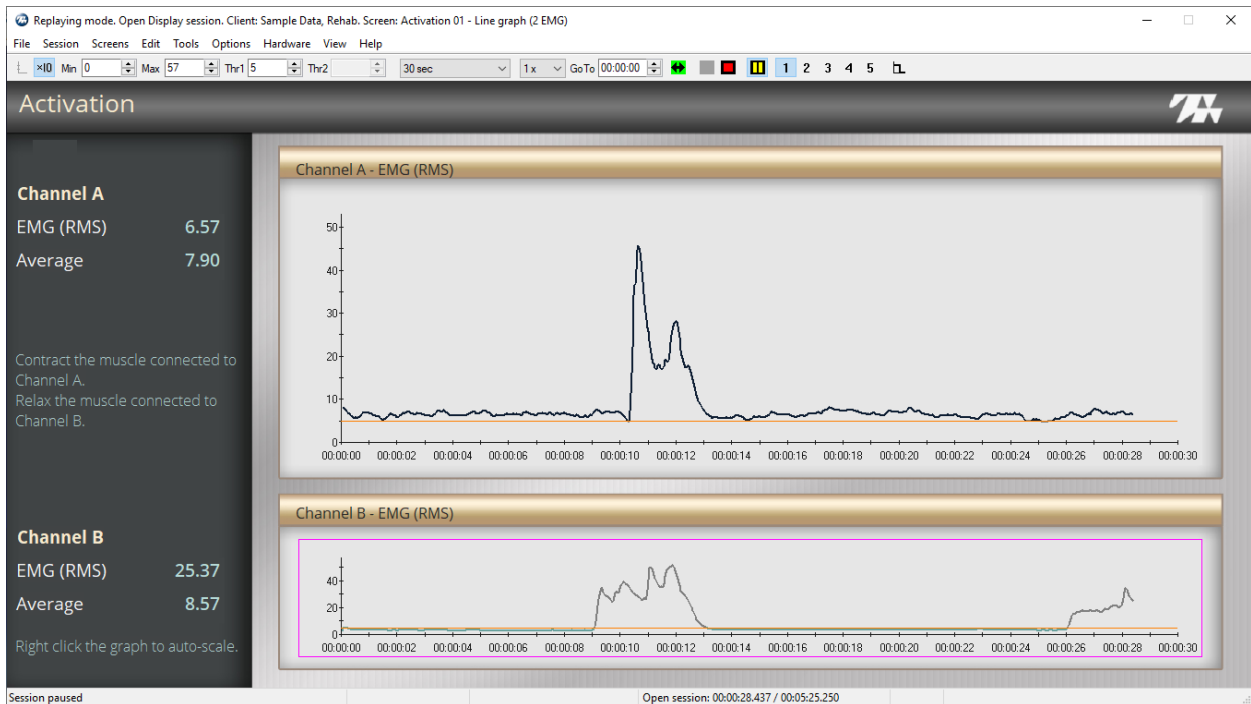 Replaying mode. Open Display session. Client: Sample Data, Rehab. Screen: Activation 01 - Line graph (2 EMG)
File Session Screens Edit Tools Options Hardware View Help
×10 Min 0 Max 57 Thr1 5 Thr2 30 sec 1 x GoTo 00:00:00 1 2 3 4 5
Activation
Channel A
EMG (RMS) 6.57
Average 7.90
Contract the muscle connected to
Channel A.
Relax the muscle connected to
Channel B.
Channel B
EMG (RMS) 25.37
Average 8.57
Right click the graph to auto-scale.
Channel A - EMG (RMS)
50
40
30
20
10
0
00:00:00 00:00:02 00:00:04 00:00:06 00:00:08 00:00:10 00:00:12 00:00:14 00:00:16 00:00:18 00:00:20 00:00:22 00:00:24 00:00:26 00:00:28 00:00:30
Channel B - EMG (RMS)
40
20
0
00:00:00 00:00:02 00:00:04 00:00:06 00:00:08 00:00:10 00:00:12 00:00:14 00:00:16 00:00:18 00:00:20 00:00:22 00:00:24 00:00:26 00:00:28 00:00:30
Session paused Open session: 00:00:28.437 / 00:05:25.250